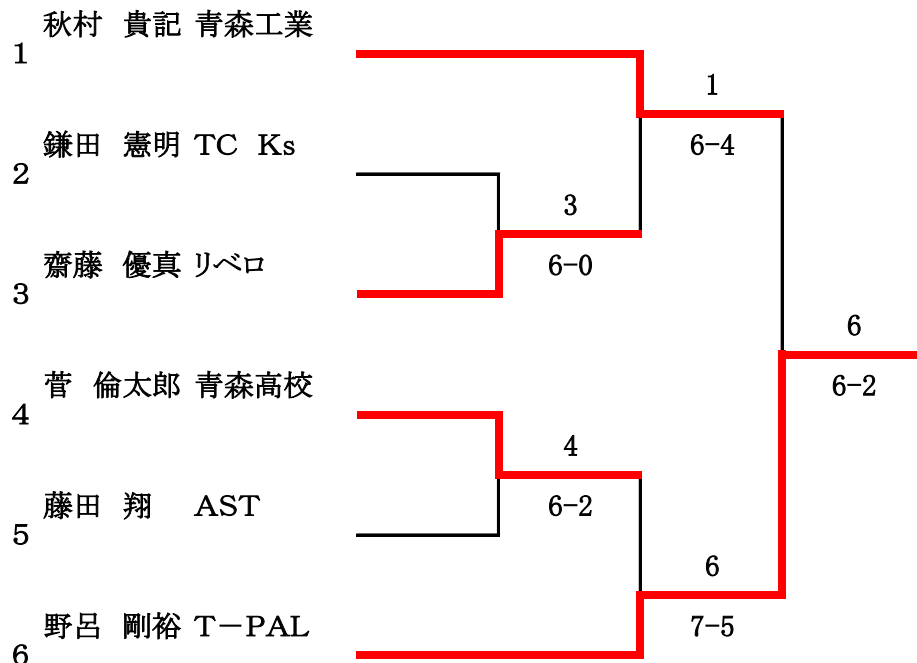 秋村　貴記 青森工業
1
1
鎌田　憲明 TC　Ks
6-4
2
3
齋藤　優真 リベロ
6-0
3
6
菅　倫太郎 青森高校
6-2
4
4
藤田　翔　 AST
6-2
5
6
野呂　剛裕 T－PAL
7-5
6